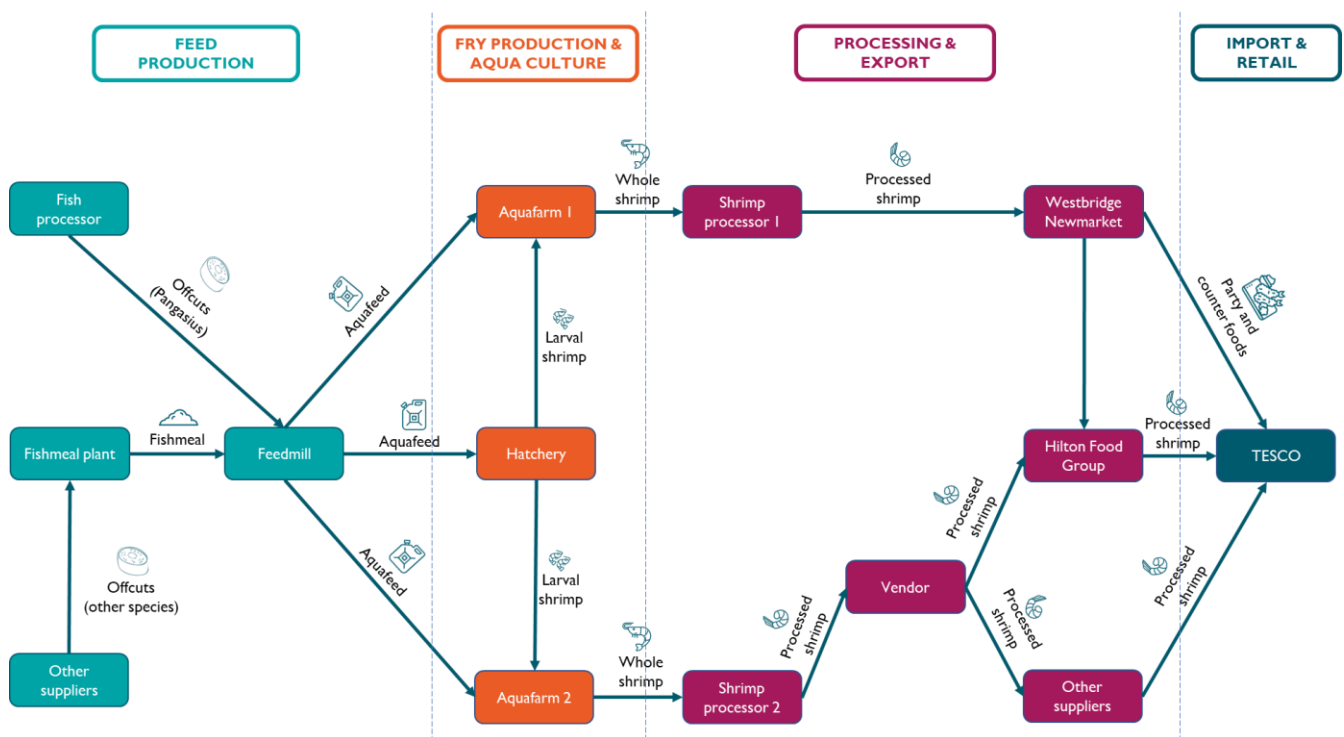 FEED
PRODUCTION
FRY PRODUCTION &
AQUA CULTURE
PROCESSING &
EXPORT
IMPORT &
RETAIL
Fish
processor
Offcuts
(Pangasius)
Aquafeed
Aquafarm 1
Whole
shrimp
Shrimp
processor 1
Processed
shrimp
Westbridge
Newmarket
Party and
counter foods
Larval
shrimp
Fishmeal plant
Fishmeal
Feedmill
Aquafeed
Hatchery
Hilton Food
Group
Processed
shrimp
TESCO
Offcuts
(other species)
Aquafeed
Larval
shrimp
Processed
shrimp
Vendor
Processed
shrimp
Processed
shrimp
Processed
shrimp
Other
suppliers
Aquafarm 2
Whole
shrimp
Shrimp
processor 2
Other
suppliers